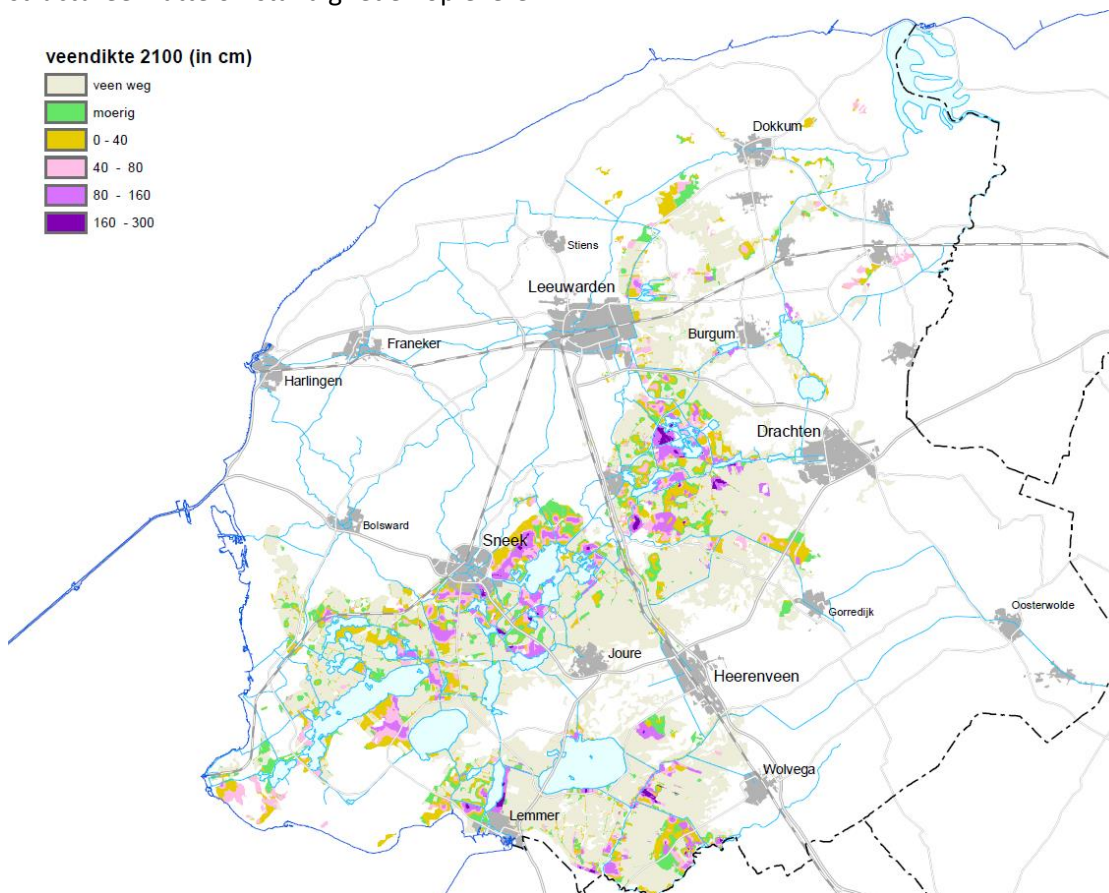 veendikte 2100 (in cm)
veen weg
moerig
0 - 40
40 - 80
80 - 160
160 - 300
Dokkum
Stiens
Leeuwarden
Burgum
Franeker
Harlingen
Drachten
Bolsward
Sneek
Gorredijk
Oosterwolde
Joure
Heerenveen
Wolvega
Lemmer